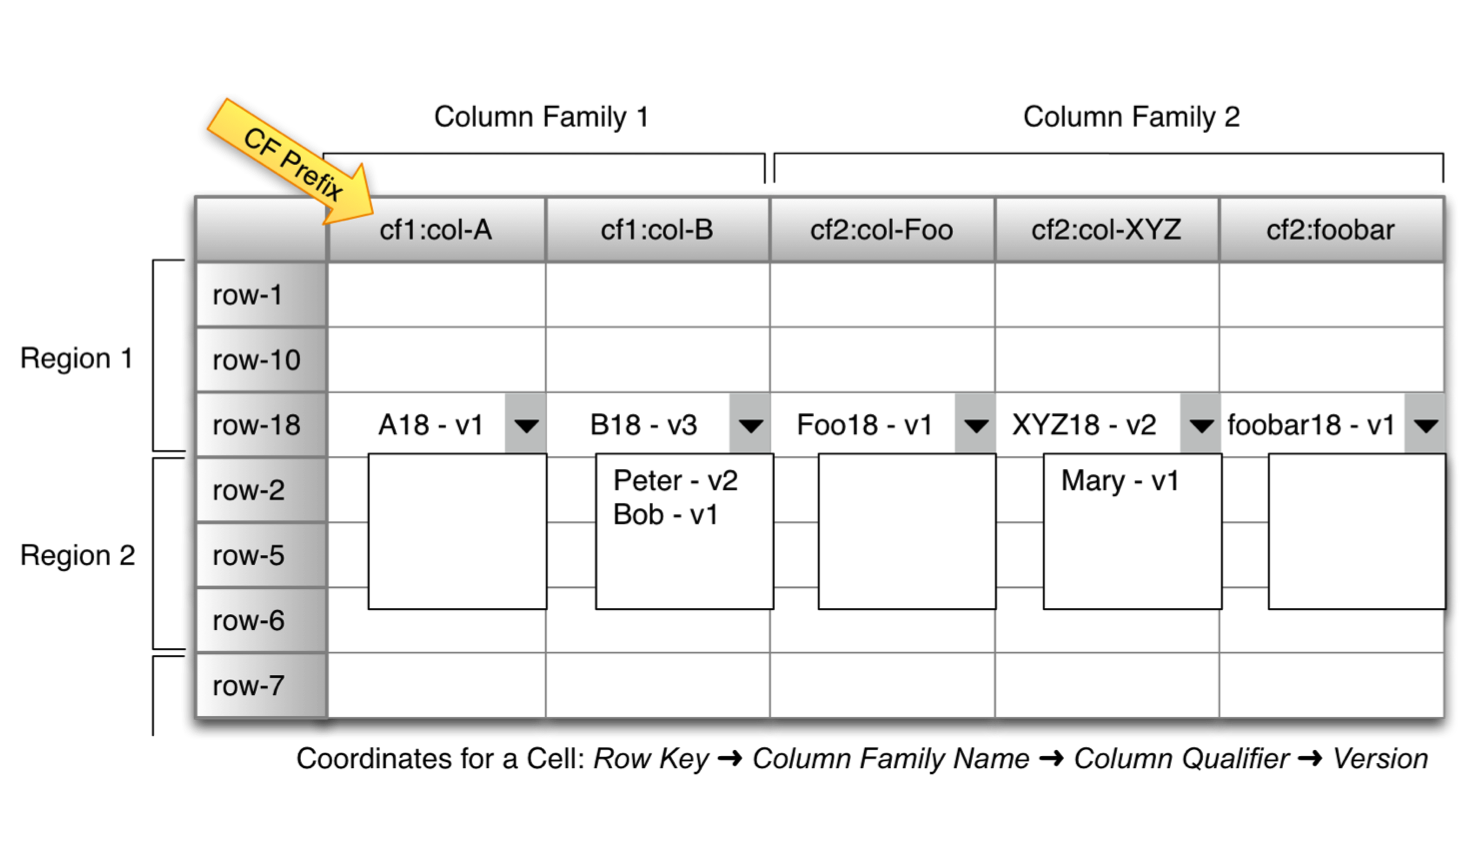 Column Family 1
Column Family 2
CF Prefix
cf1:col-A
cf1:col-B
cf2:col-Foo
cf2:col-XYZ
cf2:foobar
Region 1
row-1
row-10
row-18
A18 - v1
B18 - v3
Foo18 - v1
XYZ18 - v2
foobar18 - v1
Peter - v2
Bob - v1
Mary - v1
Region 2
row-2
row-5
row-6
row-7
Coordinates for a Cell: Row Key ➔ Column Family Name ➔ Column Qualifier ➔ Version